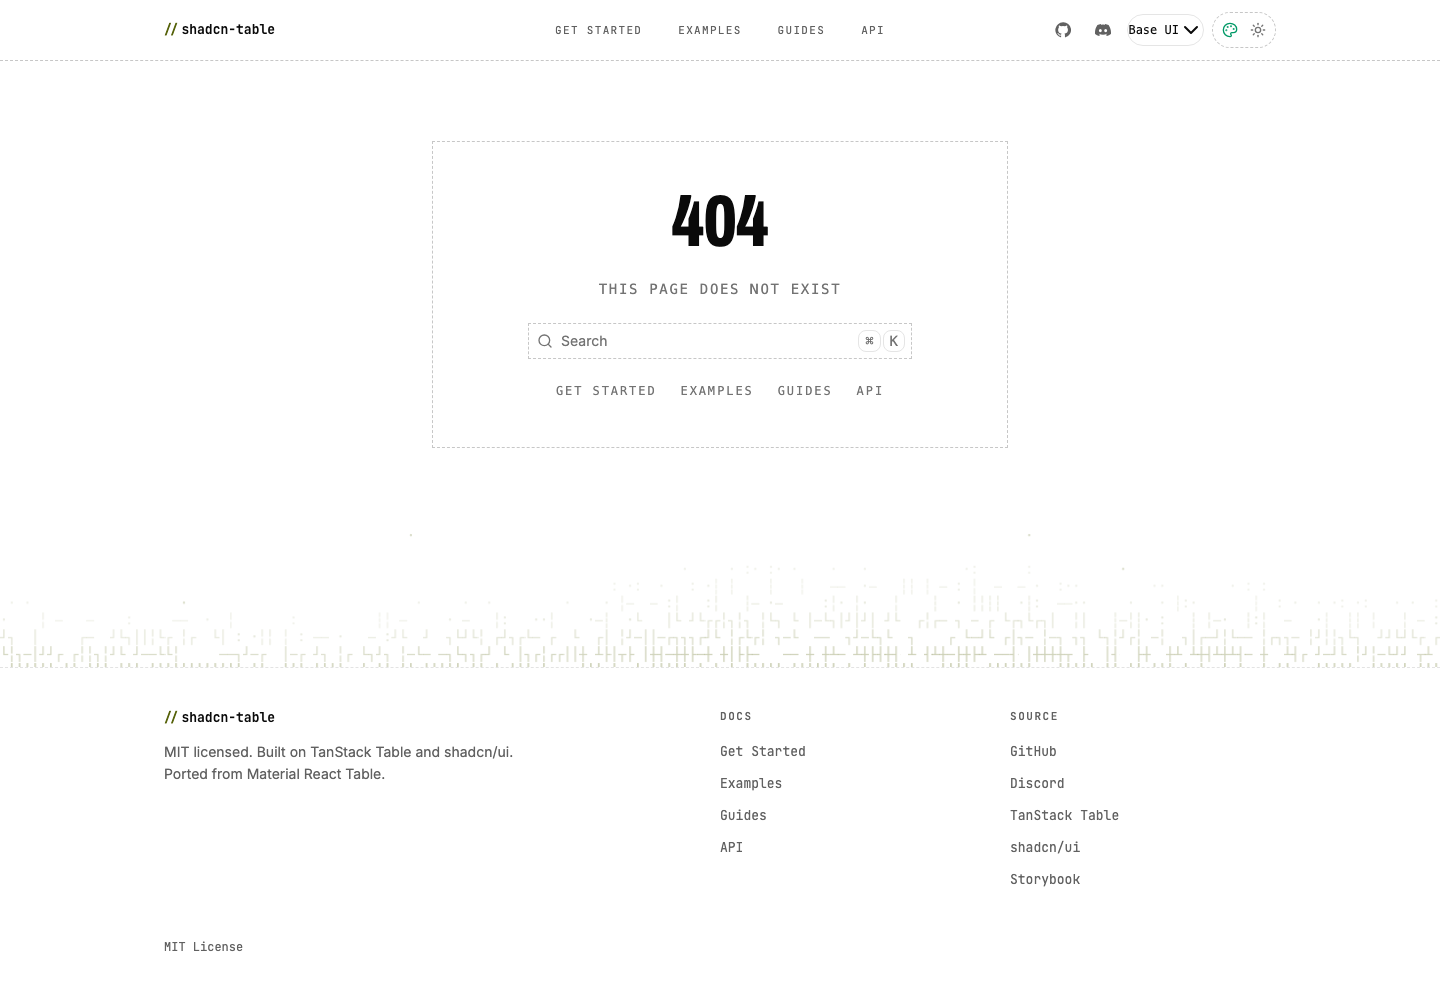 // shadcn-table
GET STARTED EXAMPLES GUIDES API
Base UI
404
THIS PAGE DOES NOT EXIST
Search ⌘ K
GET STARTED EXAMPLES GUIDES API
// shadcn-table
MIT licensed. Built on TanStack Table and shadcn/ui.
Ported from Material React Table.
DOCS
Get Started
Examples
Guides
API
SOURCE
GitHub
Discord
TanStack Table
shadcn/ui
Storybook
MIT License